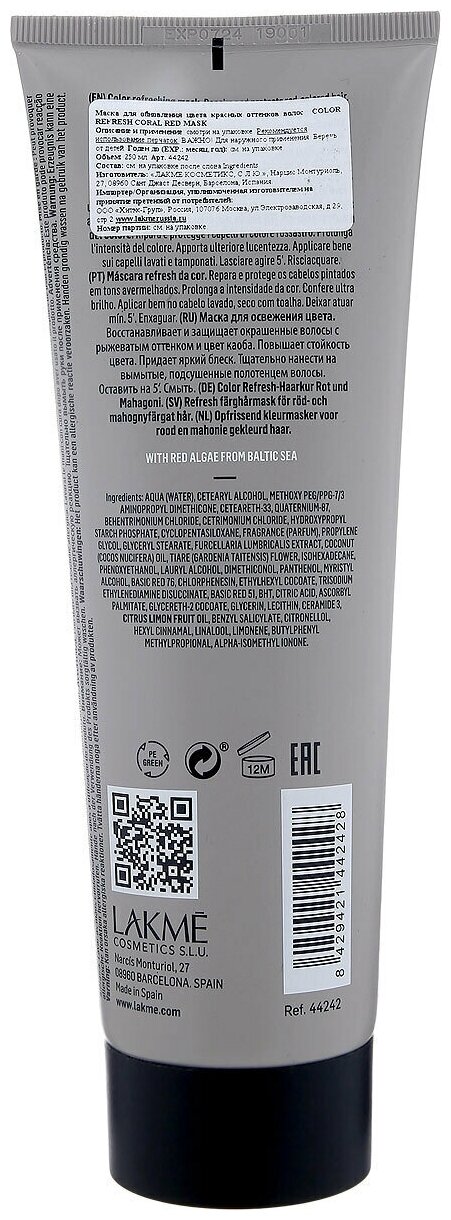 EXP0724 19001
(EN) Color refreshing mask.
Маска для обновления цвета красных оттенков волос COLOR
REFRESH CORAL RED MASK
Описание и применение: смотри на упаковке. Рекомендуется
использование перчаток. ВАЖНО! Для наружного применения. Беречь
от детей. Годен до (EXP.: месяц, год): см. на упаковке
Объем: 250 мл. Арт. 44242
Состав: см. на упаковке после слова Ingredients
Изготовитель: «ЛАКМЕ КОСМЕТИКС, С.Л.Ю.», Нарцис Монтуриоль,
27, 08960 Сант Джаст Десверн, Барселона, Испания.
Импортер/Организация, уполномоченная изготовителем на
принятие претензий от потребителей:
ООО «Хитэк-Груп», Россия, 107076 Москва, ул.Электрозаводская, д.29,
стр.2 www.lakmerussia.ru
Номер партии: см. на упаковке
l'intensità del colore. Apporta ulteriore lucentezza. Applicare bene
sui capelli lavati e tamponati. Lasciare agire 5'. Risciacquare.
(PT) Máscara refresh da cor. Repara e protege os cabelos pintados
em tons avermelhados. Prolonga a intensidade da cor. Confere ultra
brilho. Aplicar bem no cabelo lavado, seco com toalha. Deixar atuar
mín. 5'. Enxaguar. (RU) Маска для освежения цвета.
Восстанавливает и защищает окрашенные волосы с
рыжеватым оттенком и цвет каоба. Повышает стойкость
цвета. Придает яркий блеск. Тщательно нанести на
вымытые, подсушенные полотенцем волосы.
Оставить на 5'. Смыть. (DE) Color Refresh-Haarkur Rot und
Mahagoni. (SV) Refresh färghårmask för röd- och
mahognyfärgat hår. (NL) Opfrissend kleurmasker voor
rood en mahonie gekleurd haar.
WITH RED ALGAE FROM BALTIC SEA
Ingredients: AQUA (WATER), CETEARYL ALCOHOL, METHOXY PEG/PPG-7/3
AMINOPROPYL DIMETHICONE, CETEARETH-33, QUATERNIUM-87,
BEHENTRIMONIUM CHLORIDE, CETRIMONIUM CHLORIDE, HYDROXYPROPYL
STARCH PHOSPHATE, CYCLOPENTASILOXANE, FRAGRANCE (PARFUM), PROPYLENE
GLYCOL, GLYCERYL STEARATE, FURCELLARIA LUMBRICALIS EXTRACT, COCONUT
(COCOS NUCIFERA) OIL, TIARE (GARDENIA TAITENSIS) FLOWER, ISOHEXADECANE,
PHENOXYETHANOL, LAURYL ALCOHOL, DIMETHICONOL, PANTHENOL, MYRISTYL
ALCOHOL, BASIC RED 76, CHLORPHENESIN, ETHYLHEXYL COCOATE, TRISODIUM
ETHYLENEDIAMINE DISUCCINATE, BASIC RED 51, BHT, CITRIC ACID, ASCORBYL
PALMITATE, GLYCERETH-2 COCOATE, GLYCERIN, LECITHIN, CERAMIDE 3,
CITRUS LIMON FRUIT OIL, BENZYL SALICYLATE, CITRONELLOL,
HEXYL CINNAMAL, LINALOOL, LIMONENE, BUTYLPHENYL
METHYLPROPIONAL, ALPHA-ISOMETHYL IONONE.
PE
GREEN
®
12M
EAC
LAKMĒ
COSMETICS S.L.U.
Narcís Monturiol, 27
08960 BARCELONA. SPAIN
Made in Spain
www.lakme.com
8 429421 442428
Ref. 44242